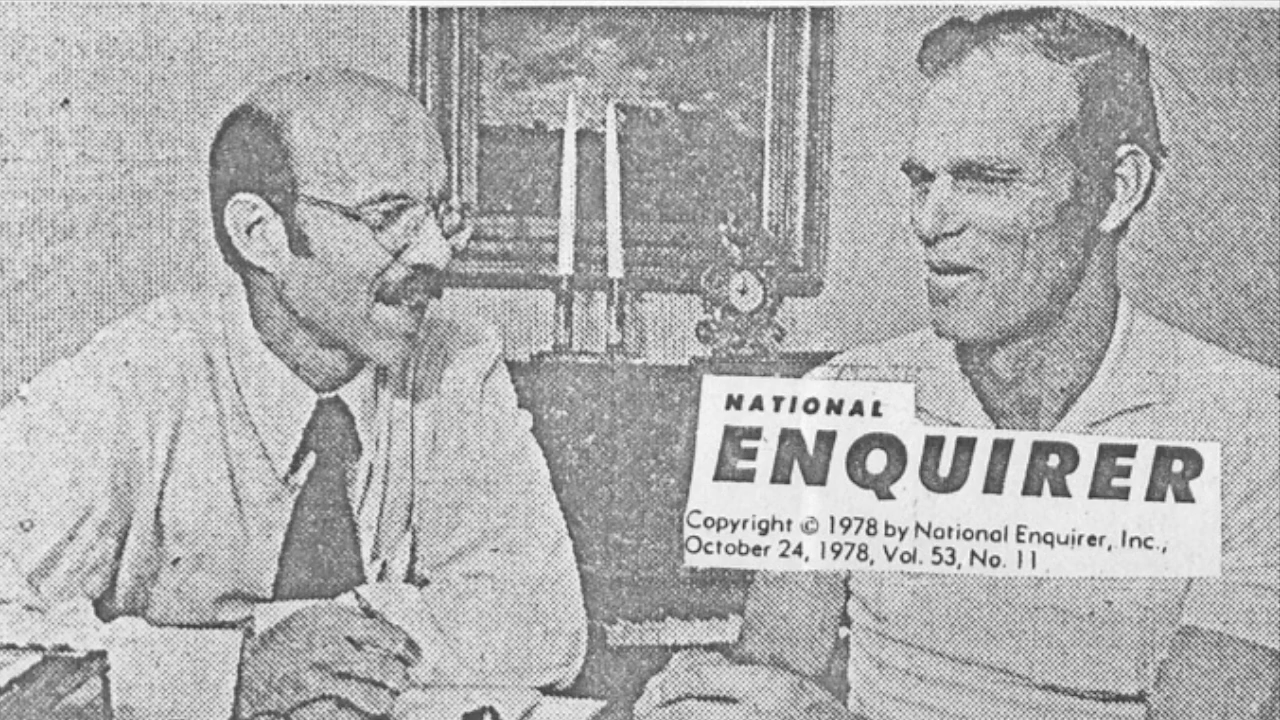 NATIONAL
ENQUIRER
Copyright © 1978 by National Enquirer, Inc.,
October 24, 1978, Vol. 53, No. 11